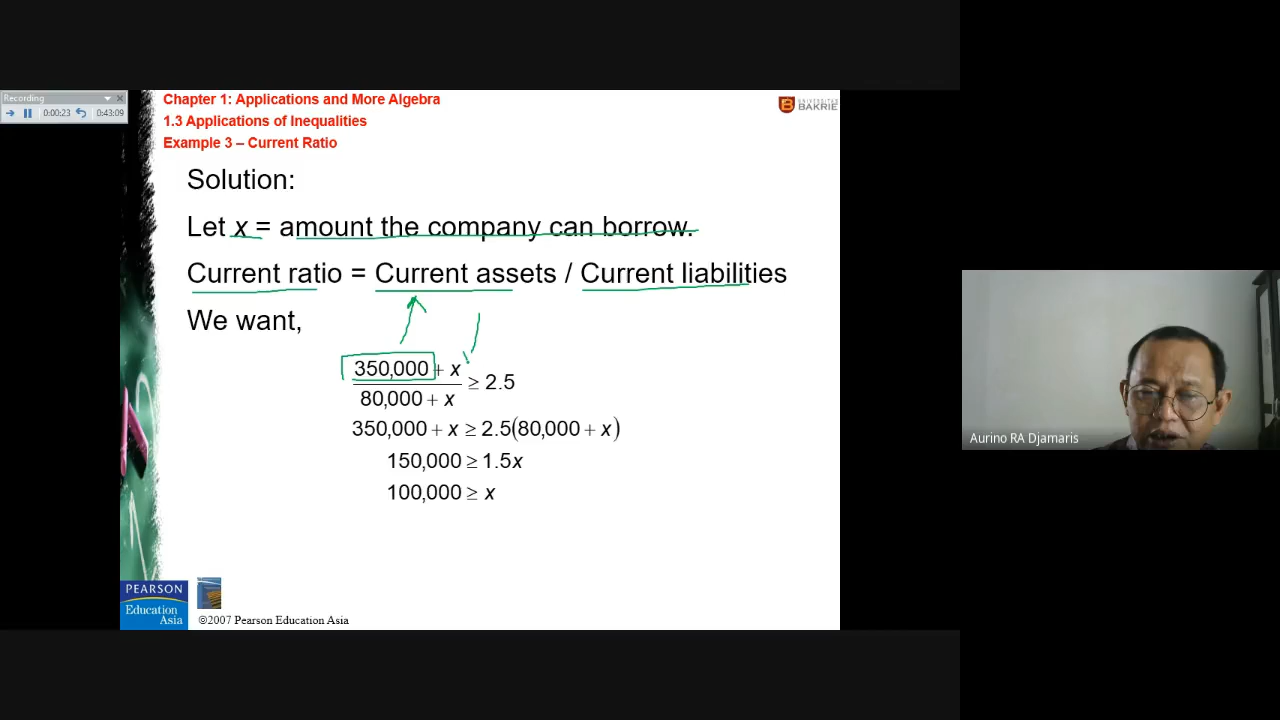 Recording
0:00:23
0:43:09
Chapter 1: Applications and More Algebra
1.3 Applications of Inequalities
Example 3 – Current Ratio
UNIVERSITAS
BAKRIE
Solution:
Let x = amount the company can borrow.
Current ratio = Current assets / Current liabilities
We want,
350,000 + x
80,000 + x
≥ 2.5
350,000 + x ≥ 2.5(80,000 + x)
150,000 ≥ 1.5x
100,000 ≥ x
Aurino RA Djamaris
PEARSON
Education
Asia
©2007 Pearson Education Asia